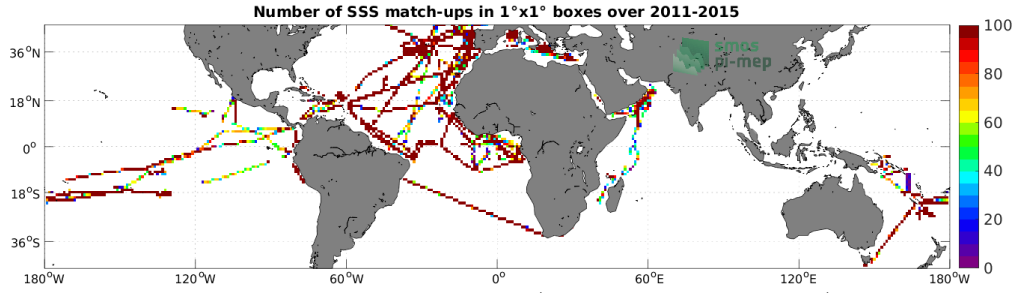 Number of SSS match-ups in 1°x1° boxes over 2011-2015
smos
pi-mep
36°N
18°N
0°
18°S
36°S
180°W
120°W
60°W
0°
60°E
120°E
180°W
100
80
60
40
20
0